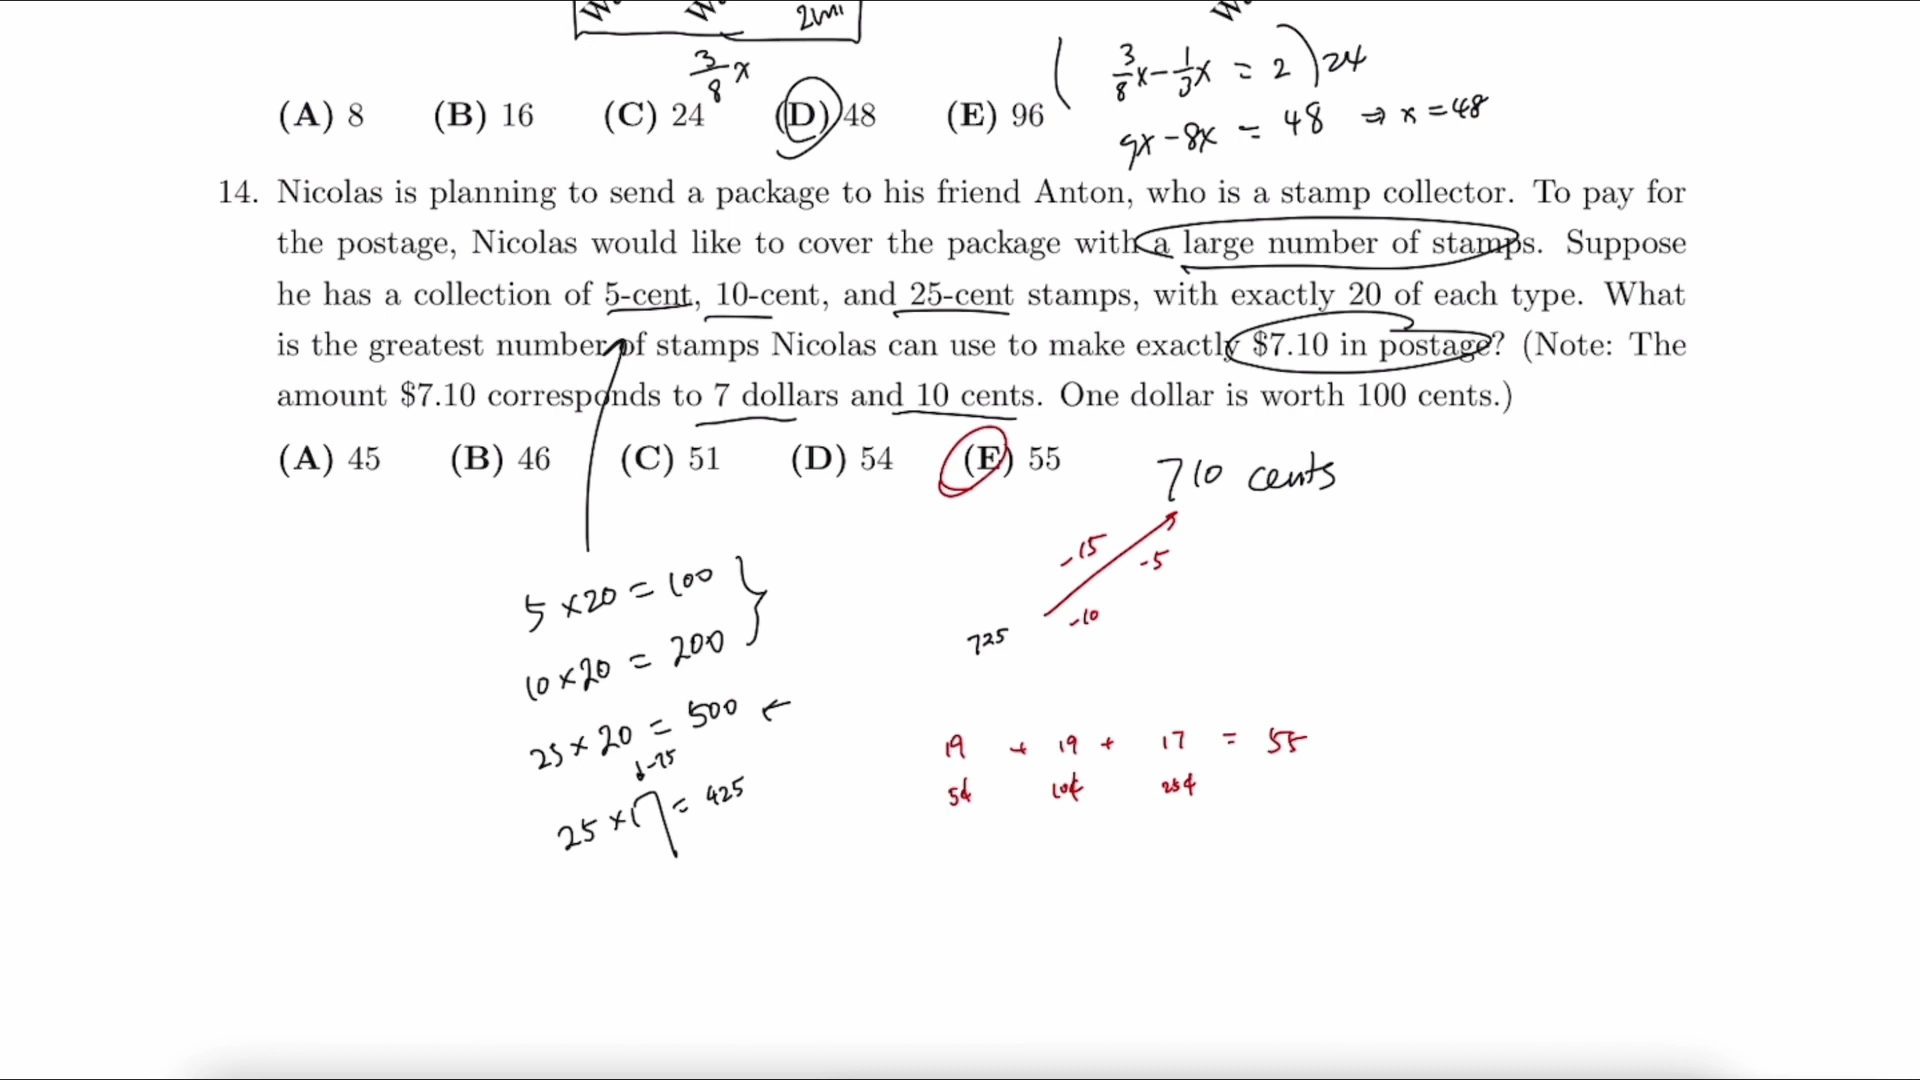 2mi
3/8 x
( 3/8x - 1/3x = 2 ) 24
(A) 8 (B) 16 (C) 24 (D) 48 (E) 96
9x - 8x = 48 ⇒ x = 48
14. Nicolas is planning to send a package to his friend Anton, who is a stamp collector. To pay for
the postage, Nicolas would like to cover the package with a large number of stamps. Suppose
he has a collection of 5-cent, 10-cent, and 25-cent stamps, with exactly 20 of each type. What
is the greatest number of stamps Nicolas can use to make exactly $7.10 in postage? (Note: The
amount $7.10 corresponds to 7 dollars and 10 cents. One dollar is worth 100 cents.)
(A) 45 (B) 46 (C) 51 (D) 54 (E) 55
710 cents
-15
-5
-10
725
5 × 20 = 100
10 × 20 = 200
25 × 20 = 500 ←
↓-75
25 × 17 = 425
19 + 19 + 17 = 55
5¢ 10¢ 25¢